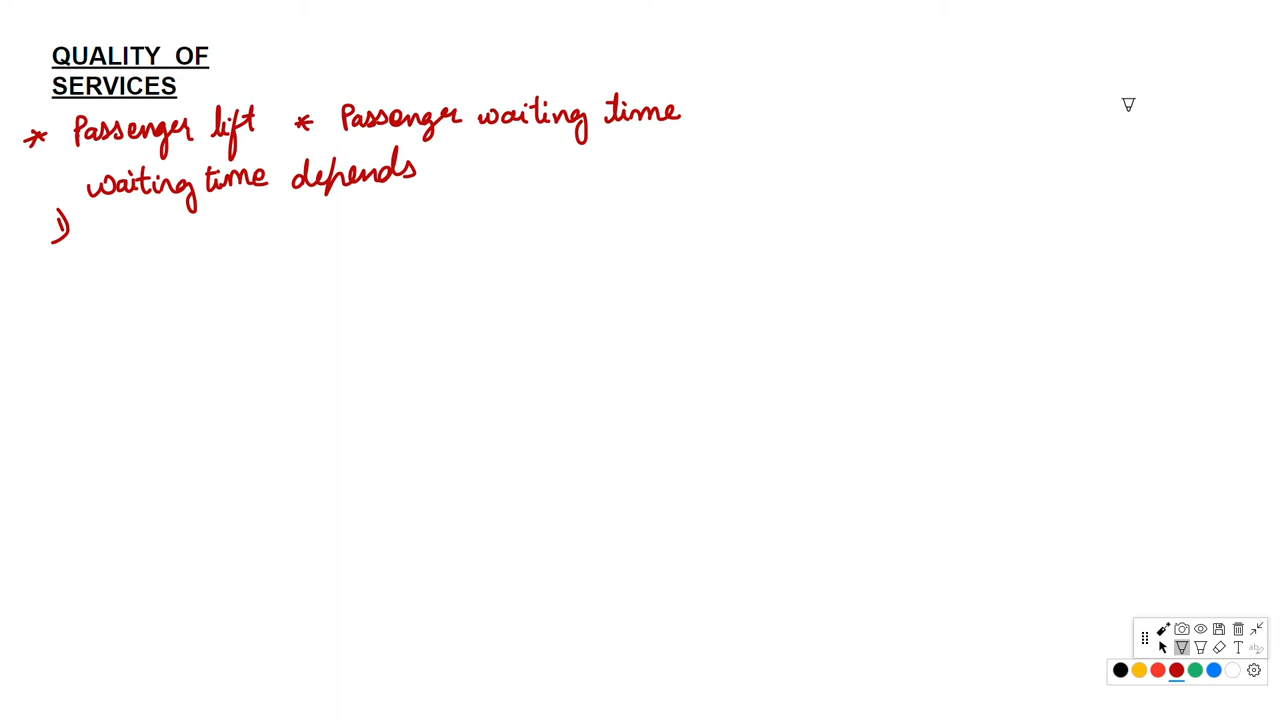 QUALITY OF
SERVICES
* Passenger lift * Passenger waiting time
waiting time depends
1)